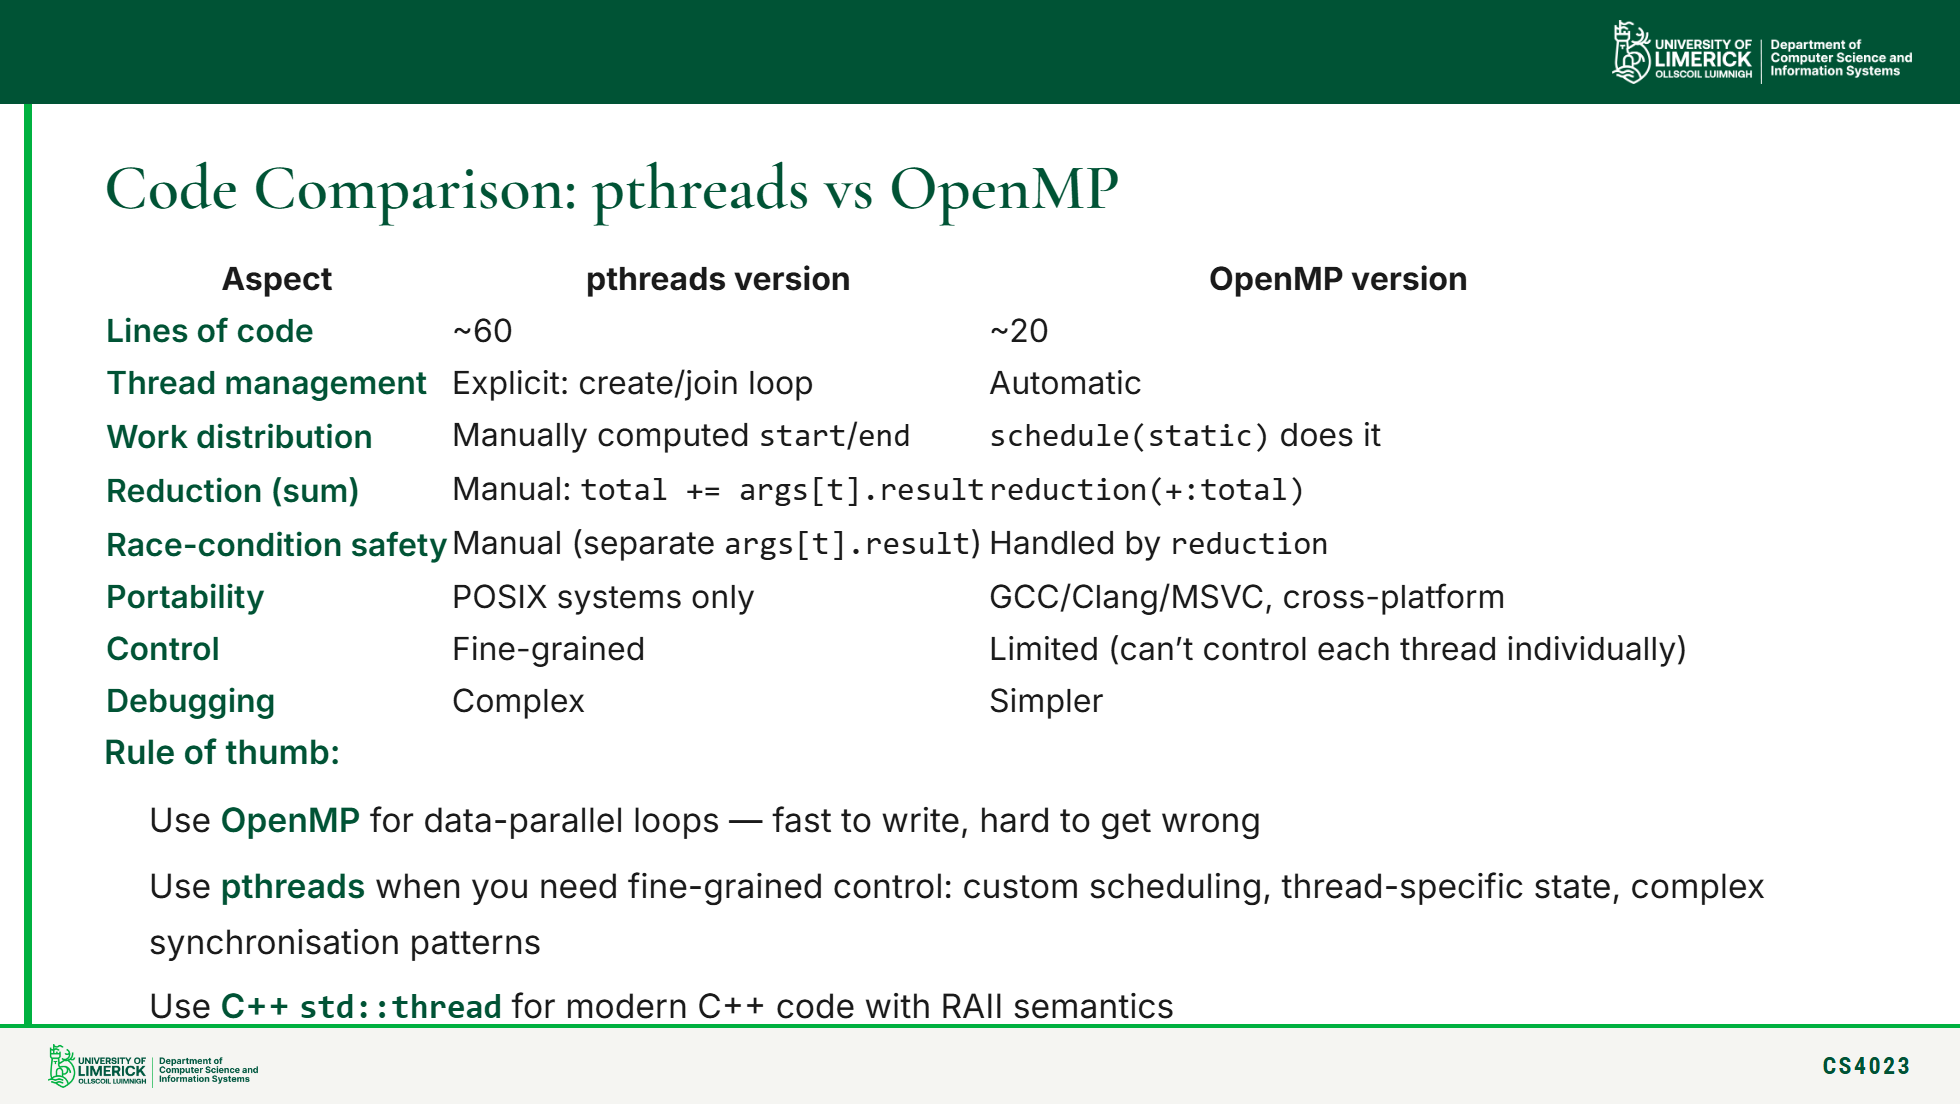 UNIVERSITY OF
LIMERICK
OLLSCOIL LUIMNIGH
Department of
Computer Science and
Information Systems
Code Comparison: pthreads vs OpenMP
Aspect pthreads version OpenMP version
Lines of code ~60 ~20
Thread management Explicit: create/join loop Automatic
Work distribution Manually computed start/end schedule(static) does it
Reduction (sum) Manual: total += args[t].result reduction(+:total)
Race-condition safety Manual (separate args[t].result) Handled by reduction
Portability POSIX systems only GCC/Clang/MSVC, cross-platform
Control Fine-grained Limited (can’t control each thread individually)
Debugging Complex Simpler
Rule of thumb:
Use OpenMP for data-parallel loops — fast to write, hard to get wrong
Use pthreads when you need fine-grained control: custom scheduling, thread-specific state, complex
synchronisation patterns
Use C++ std::thread for modern C++ code with RAII semantics
UNIVERSITY OF
LIMERICK
OLLSCOIL LUIMNIGH
Department of
Computer Science and
Information Systems
CS4023